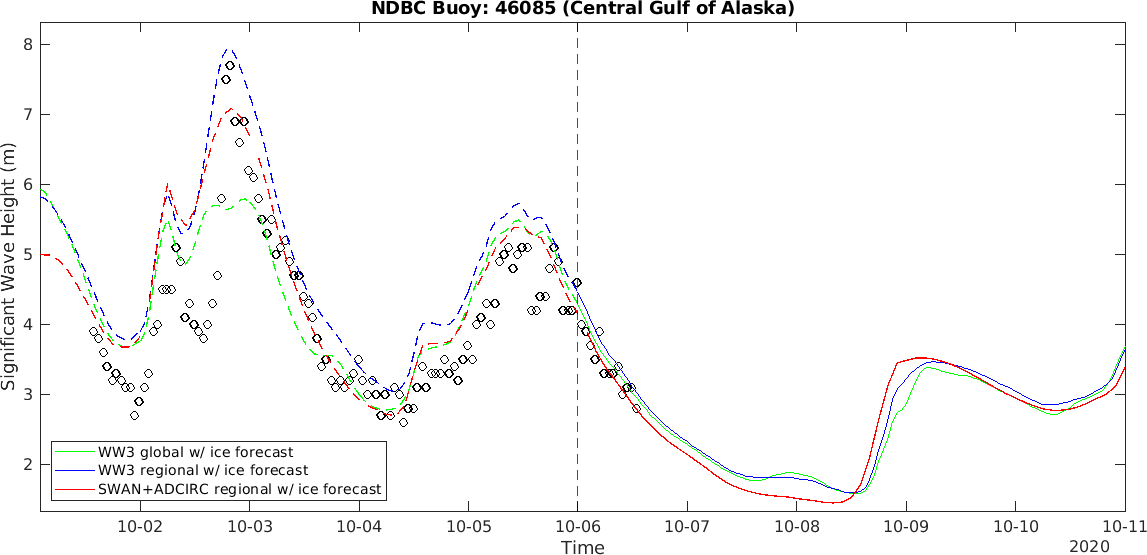 NDBC Buoy: 46085 (Central Gulf of Alaska)
8
7
6
5
4
3
2
Significant Wave Height (m)
WW3 global w/ ice forecast
WW3 regional w/ ice forecast
SWAN+ADCIRC regional w/ ice forecast
10-02 10-03 10-04 10-05 10-06 10-07 10-08 10-09 10-10 10-11
Time
2020